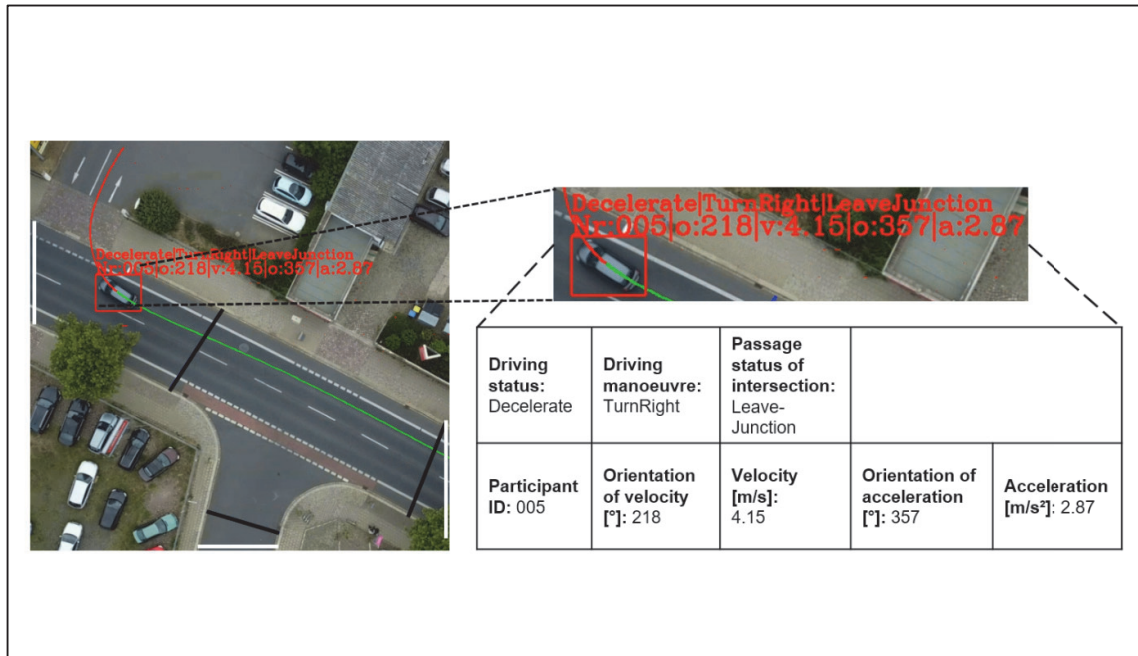 Decelerate|TurnRight|LeaveJunction
Nr:005|o:218|v:4.15|o:357|a:2.87
Decelerate|TurnRight|LeaveJunction
Nr:005|o:218|v:4.15|o:357|a:2.87
Driving
status:
Decelerate
Driving
manoeuvre:
TurnRight
Passage
status of
intersection:
Leave-
Junction
Participant
ID: 005
Orientation
of velocity
[°]: 218
Velocity
[m/s]:
4.15
Orientation of
acceleration
[°]: 357
Acceleration
[m/s²]: 2.87